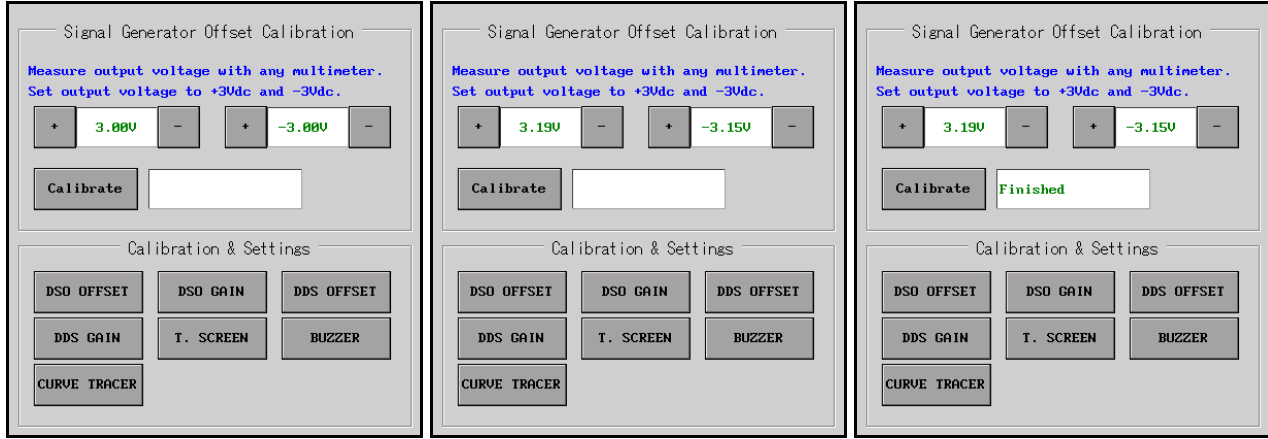 Signal Generator Offset Calibration
Measure output voltage with any multimeter.
Set output voltage to +3Vdc and -3Vdc.
+ 3.00V - + -3.00V -
Calibrate
Calibration & Settings
DSO OFFSET DSO GAIN DDS OFFSET
DDS GAIN T. SCREEN BUZZER
CURVE TRACER
Signal Generator Offset Calibration
Measure output voltage with any multimeter.
Set output voltage to +3Vdc and -3Vdc.
+ 3.19V - + -3.15V -
Calibrate
Calibration & Settings
DSO OFFSET DSO GAIN DDS OFFSET
DDS GAIN T. SCREEN BUZZER
CURVE TRACER
Signal Generator Offset Calibration
Measure output voltage with any multimeter.
Set output voltage to +3Vdc and -3Vdc.
+ 3.19V - + -3.15V -
Calibrate Finished
Calibration & Settings
DSO OFFSET DSO GAIN DDS OFFSET
DDS GAIN T. SCREEN BUZZER
CURVE TRACER